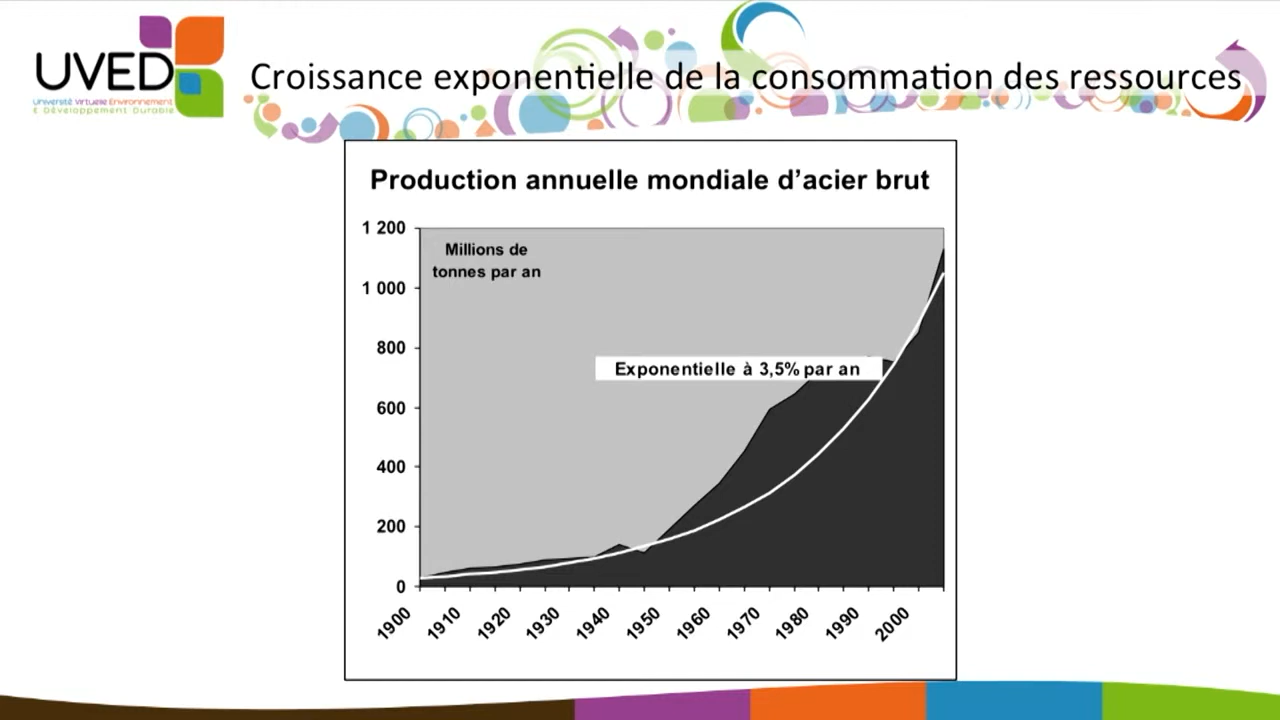 UVED
Université Virtuelle Environnement
& Développement Durable
Croissance exponentielle de la consommation des ressources
Production annuelle mondiale d’acier brut
1 200
Millions de
tonnes par an
1 000
800
Exponentielle à 3,5% par an
600
400
200
0
1900 1910 1920 1930 1940 1950 1960 1970 1980 1990 2000